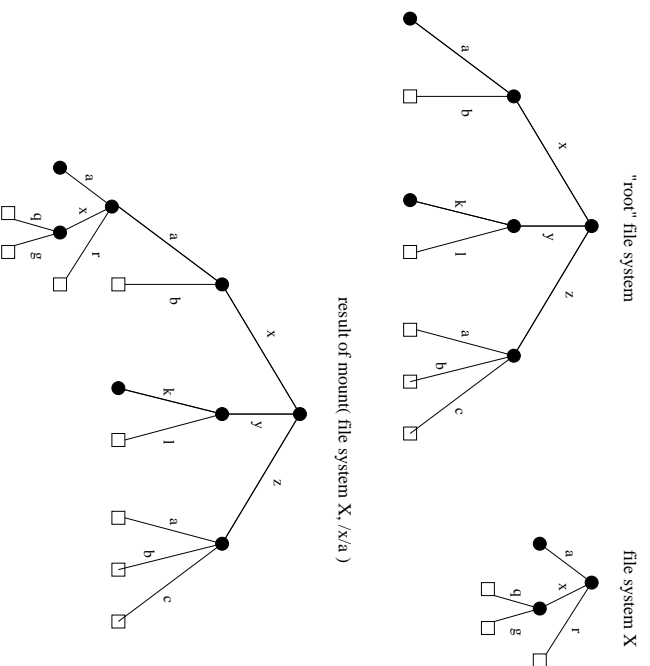 "root" file system
file system X
x y z
a b k l a b c
a x r
q g
result of mount( file system X, /x/a )
x y z
a b k l a b c
a x r
q g